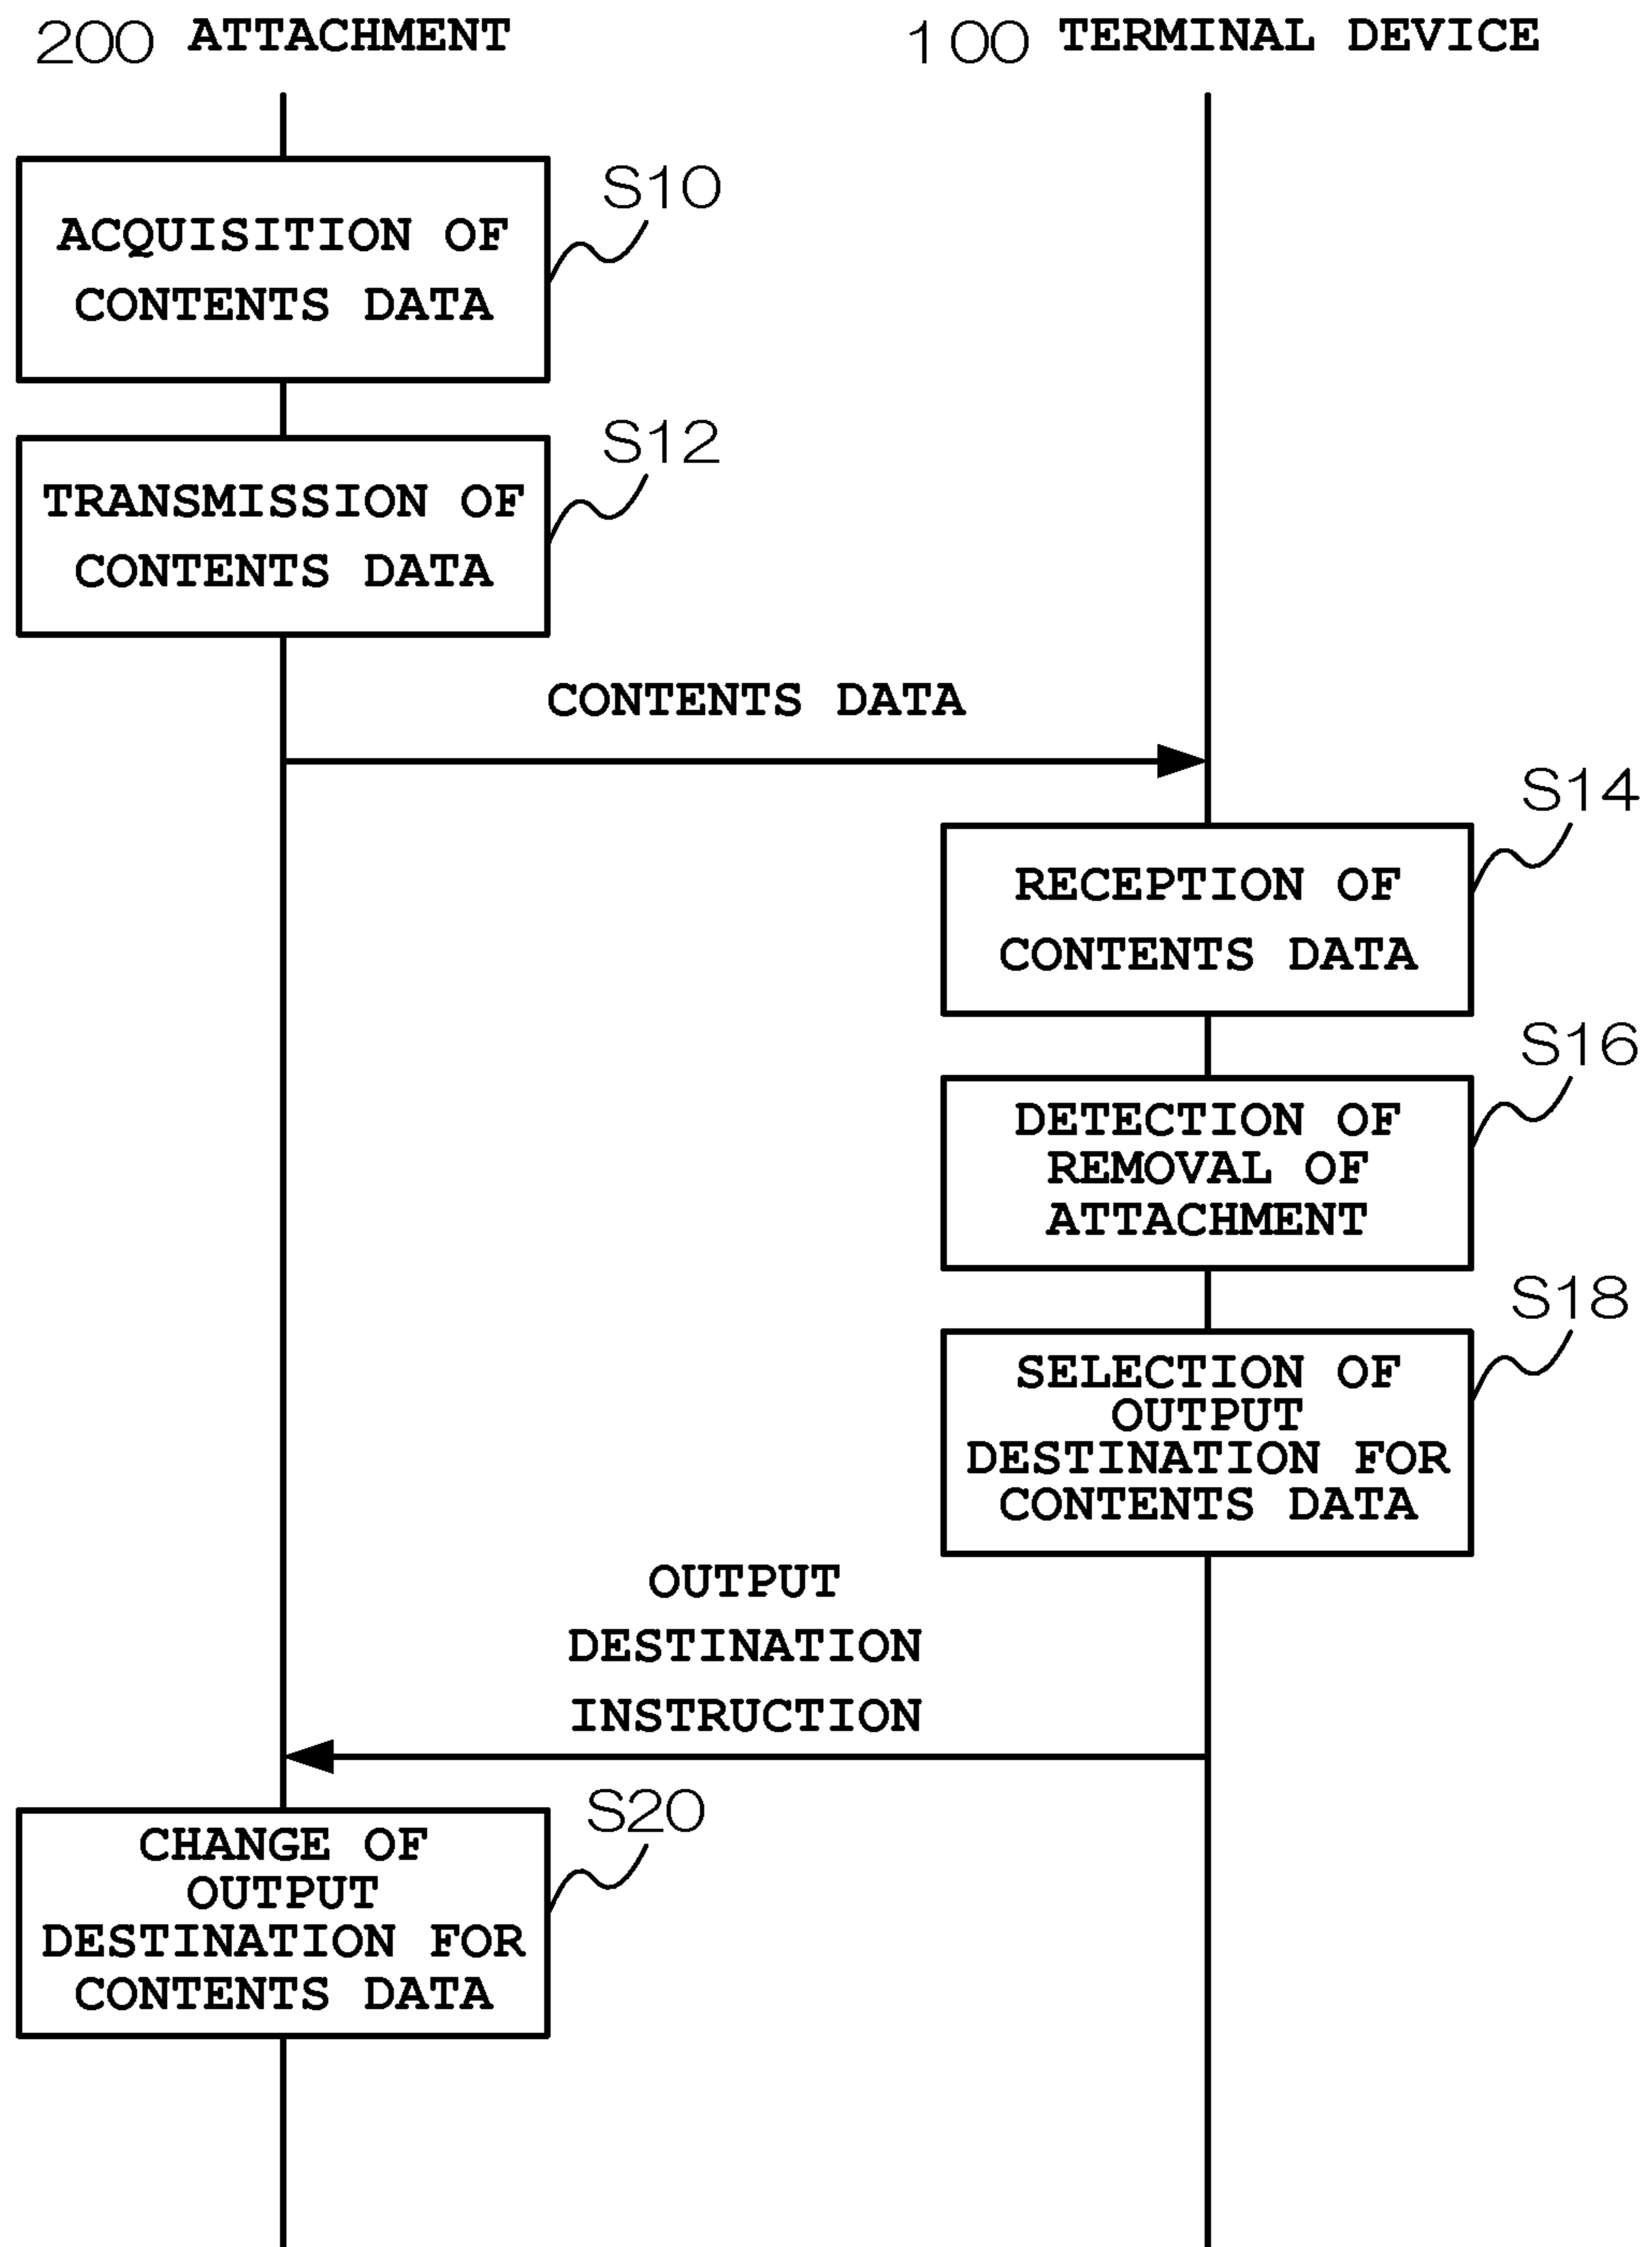 200 ATTACHMENT
100 TERMINAL DEVICE
S10
ACQUISITION OF
CONTENTS DATA
S12
TRANSMISSION OF
CONTENTS DATA
CONTENTS DATA
S14
RECEPTION OF
CONTENTS DATA
S16
DETECTION OF
REMOVAL OF
ATTACHMENT
S18
SELECTION OF
OUTPUT
DESTINATION FOR
CONTENTS DATA
OUTPUT
DESTINATION
INSTRUCTION
S20
CHANGE OF
OUTPUT
DESTINATION FOR
CONTENTS DATA